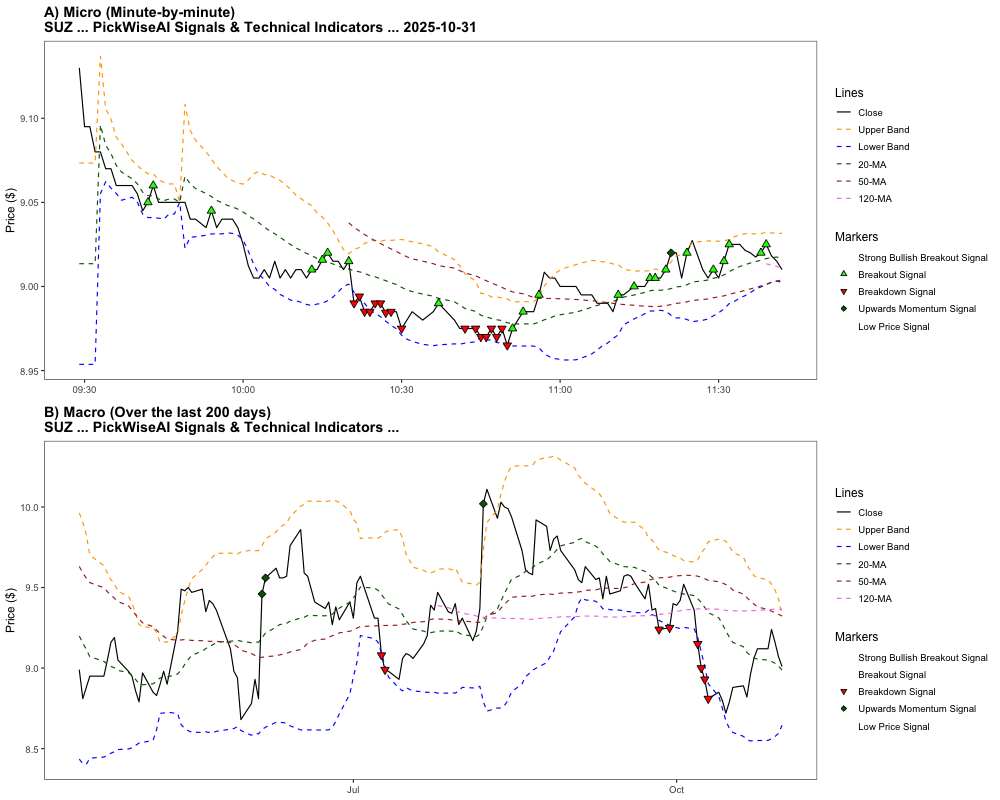 A) Micro (Minute-by-minute)
SUZ ... PickWiseAI Signals & Technical Indicators ... 2025-10-31
Price ($)
9.10
9.05
9.00
8.95
09:30
10:00
10:30
11:00
11:30
Lines
Close
Upper Band
Lower Band
20-MA
50-MA
120-MA
Markers
Strong Bullish Breakout Signal
Breakout Signal
Breakdown Signal
Upwards Momentum Signal
Low Price Signal
B) Macro (Over the last 200 days)
SUZ ... PickWiseAI Signals & Technical Indicators ...
Price ($)
10.0
9.5
9.0
8.5
Jul
Oct
Lines
Close
Upper Band
Lower Band
20-MA
50-MA
120-MA
Markers
Strong Bullish Breakout Signal
Breakout Signal
Breakdown Signal
Upwards Momentum Signal
Low Price Signal